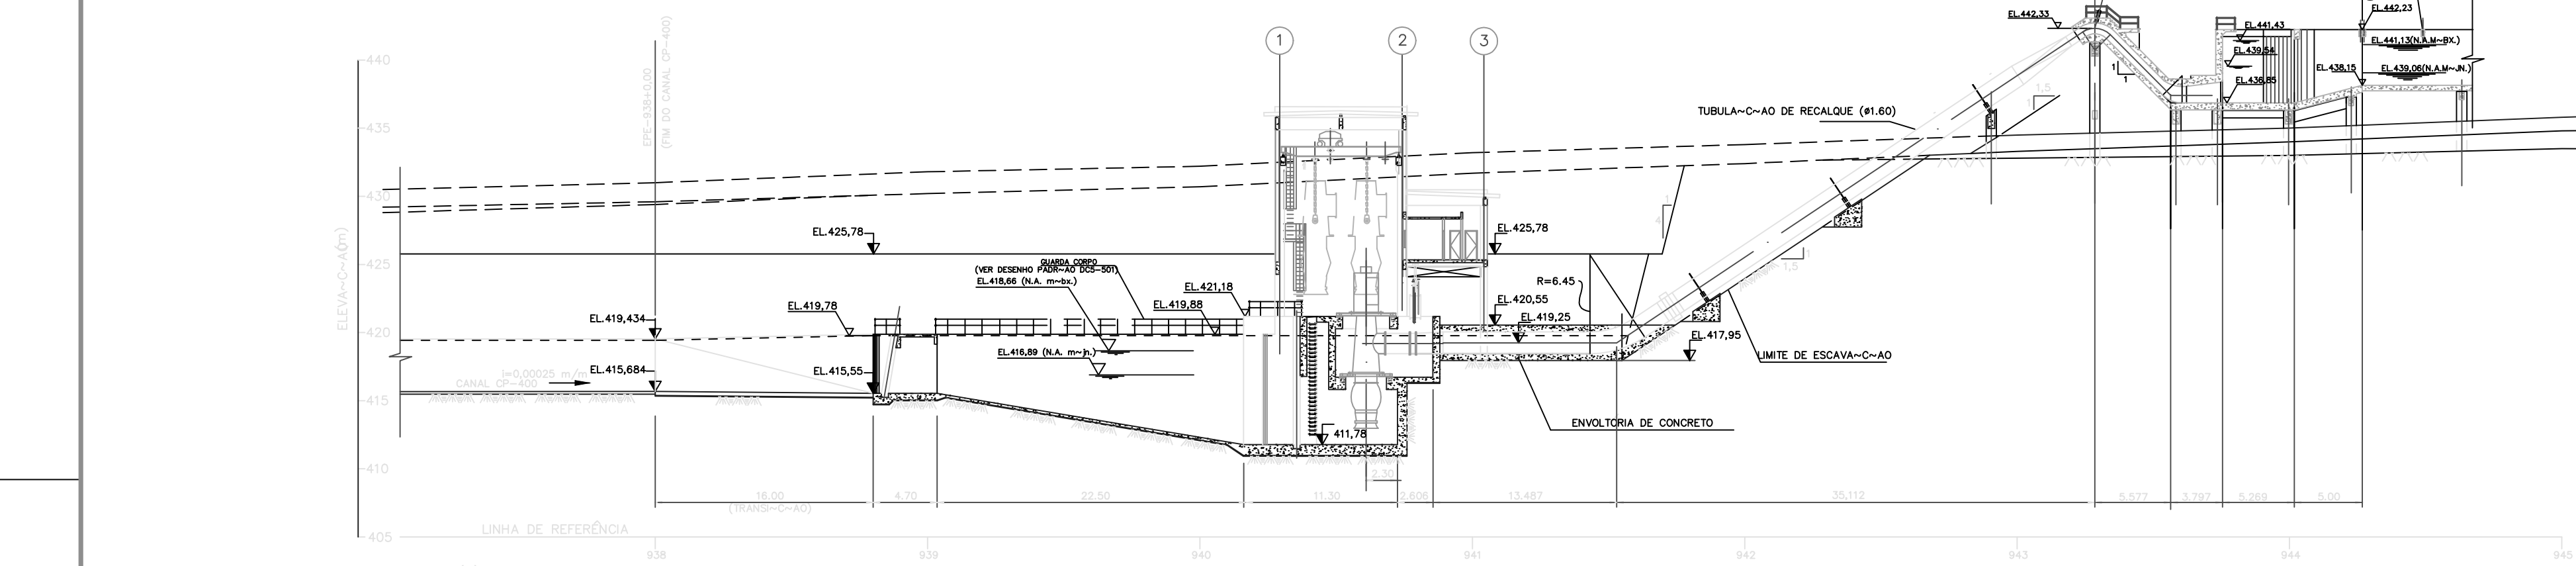 1
2
3
EL.442,33
EL.442,23
EL.441,43
EL.441,13(N.A.M~BX.)
EL.439,54
EL.438,15
EL.439,06(N.A.M~JN.)
EL.436,85
440
435
430
425
420
415
410
405
ELEVA~C~AO(m)
EPE-938+0,00
(FIM DO CANAL CP-400)
TUBULA~C~AO DE RECALQUE (ø1.60)
1,5
1
1
EL.425,78
EL.425,78
GUARDA CORPO
(VER DESENHO PADR~AO DC5-501)
EL.418,66 (N.A. m~bx.)
EL.421,18
EL.419,88
EL.419,78
EL.419,434
R=6.45
EL.420,55
EL.419,25
EL.417,95
4
1
1,5
EL.416,89 (N.A. m~jn.)
EL.415,684
EL.415,55
i=0,00025 m/m
CANAL CP-400
LIMITE DE ESCAVA~C~AO
ENVOLTORIA DE CONCRETO
411,78
2.30
16.00
(TRANSI~C~AO)
4.70
22.50
11.30
2.606
13.487
35,112
5.577
3.797
5.269
5.00
LINHA DE REFERÊNCIA
938
939
940
941
942
943
944
945